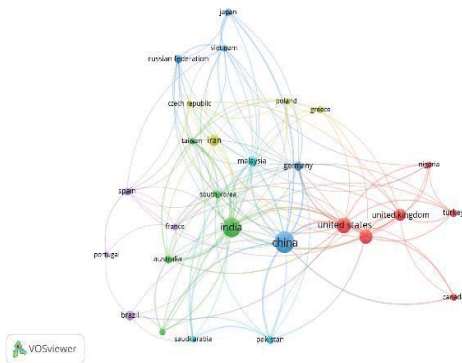 japan
vietnam
russian federation
czech republic
poland
greece
taiwan
iran
malaysia
germany
nigeria
spain
south korea
turkey
united kingdom
france
india
united states
china
portugal
australia
canada
brazil
saudi arabia
pakistan
VOSviewer